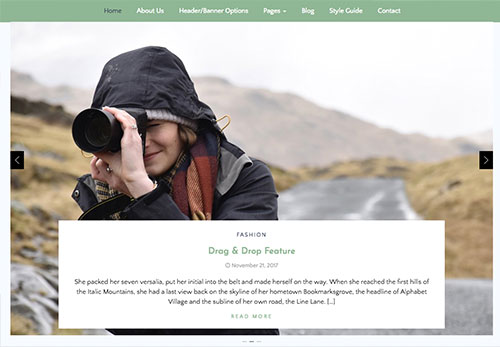 Home About Us Header/Banner Options Pages Blog Style Guide Contact
FASHION
Drag & Drop Feature
November 21, 2017
She packed her seven versalia, put her initial into the belt and made herself on the way. When she reached the first hills of
the Italic Mountains, she had a last view back on the skyline of her hometown Bookmarksgrove, the headline of Alphabet
Village and the subline of her own road, the Line Lane. [...]
READ MORE